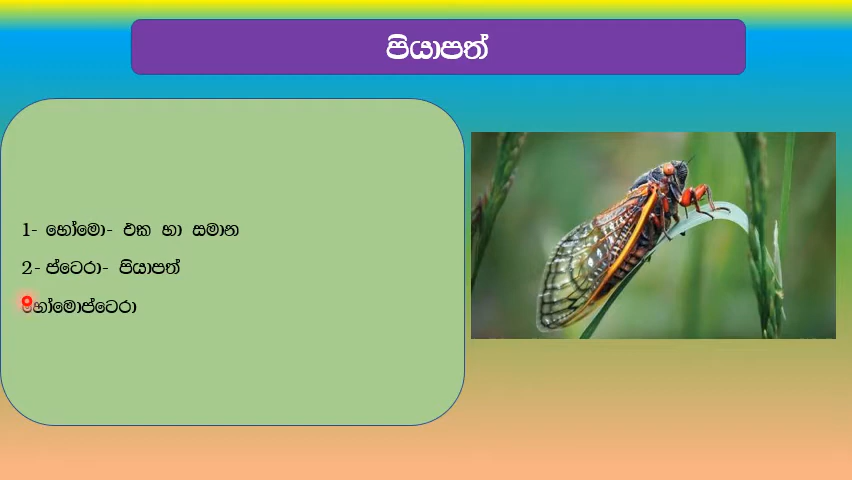 පියාපත්
1- හෝමො- එක හා සමාන
2- ප්ටෙරා- පියාපත්
හෝමොප්ටෙරා